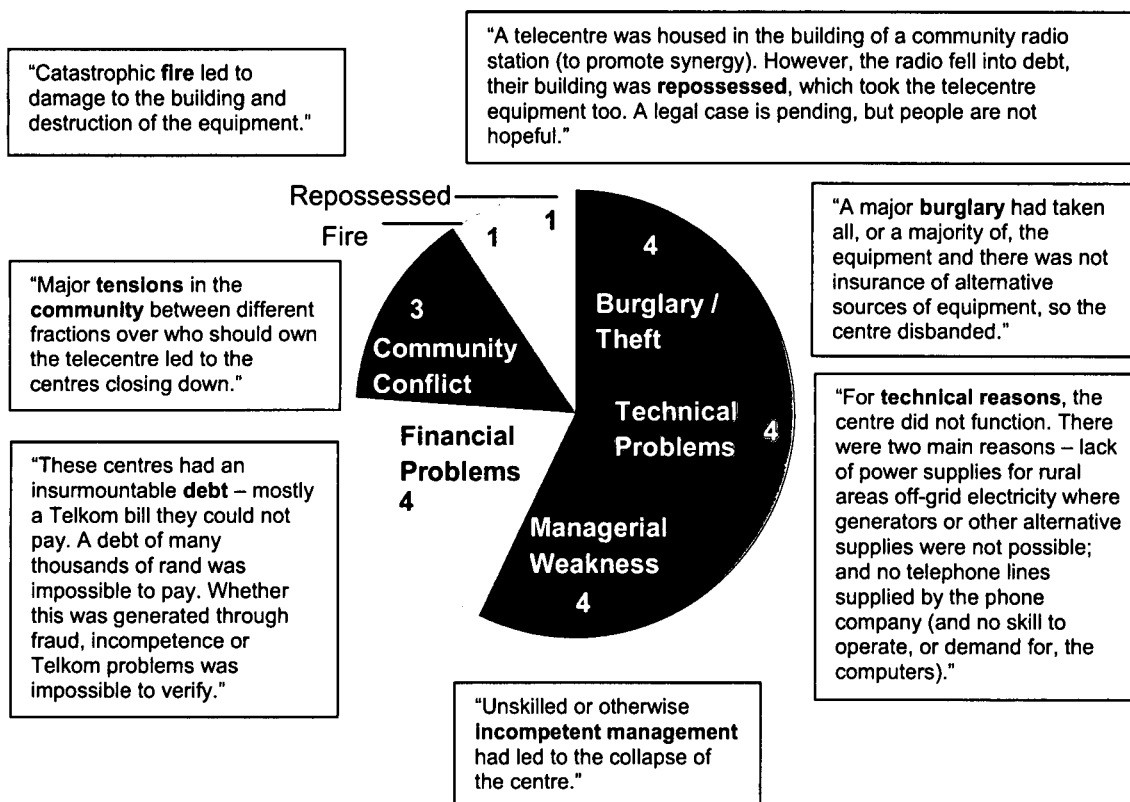 “Catastrophic fire led to
damage to the building and
destruction of the equipment.”
“A telecentre was housed in the building of a community radio
station (to promote synergy). However, the radio fell into debt,
their building was repossessed, which took the telecentre
equipment too. A legal case is pending, but people are not
hopeful.”
Repossessed
1
Fire
1
4
Burglary /
Theft
“A major burglary had taken
all, or a majority of, the
equipment and there was not
insurance of alternative
sources of equipment, so the
centre disbanded.”
“Major tensions in the
community between different
fractions over who should own
the telecentre led to the
centres closing down.”
3
Community
Conflict
Technical
Problems
4
“For technical reasons, the
centre did not function. There
were two main reasons – lack
of power supplies for rural
areas off-grid electricity where
generators or other alternative
supplies were not possible;
and no telephone lines
supplied by the phone
company (and no skill to
operate, or demand for, the
computers).”
Financial
Problems
4
“These centres had an
insurmountable debt – mostly
a Telkom bill they could not
pay. A debt of many
thousands of rand was
impossible to pay. Whether
this was generated through
fraud, incompetence or
Telkom problems was
impossible to verify.”
Managerial
Weakness
4
“Unskilled or otherwise
incompetent management
had led to the collapse of
the centre.”